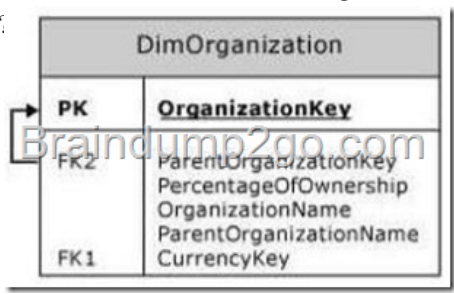 DimOrganization
PK OrganizationKey
Braindump2go.com
FK2 ParentOrganizationKey
PercentageOfOwnership
OrganizationName
ParentOrganizationName
FK1 CurrencyKey